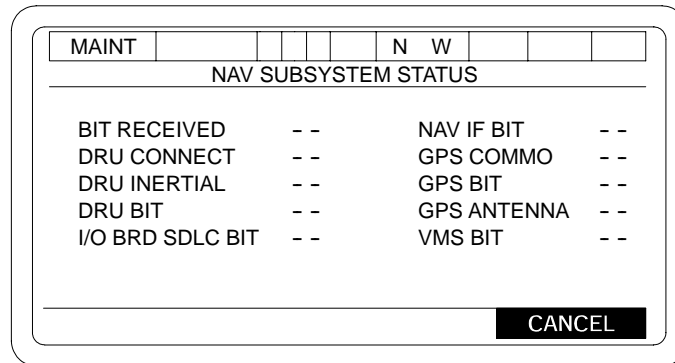 MAINT N W
NAV SUBSYSTEM STATUS
BIT RECEIVED - - NAV IF BIT - -
DRU CONNECT - - GPS COMMO - -
DRU INERTIAL - - GPS BIT - -
DRU BIT - - GPS ANTENNA - -
I/O BRD SDLC BIT - - VMS BIT - -
CANCEL